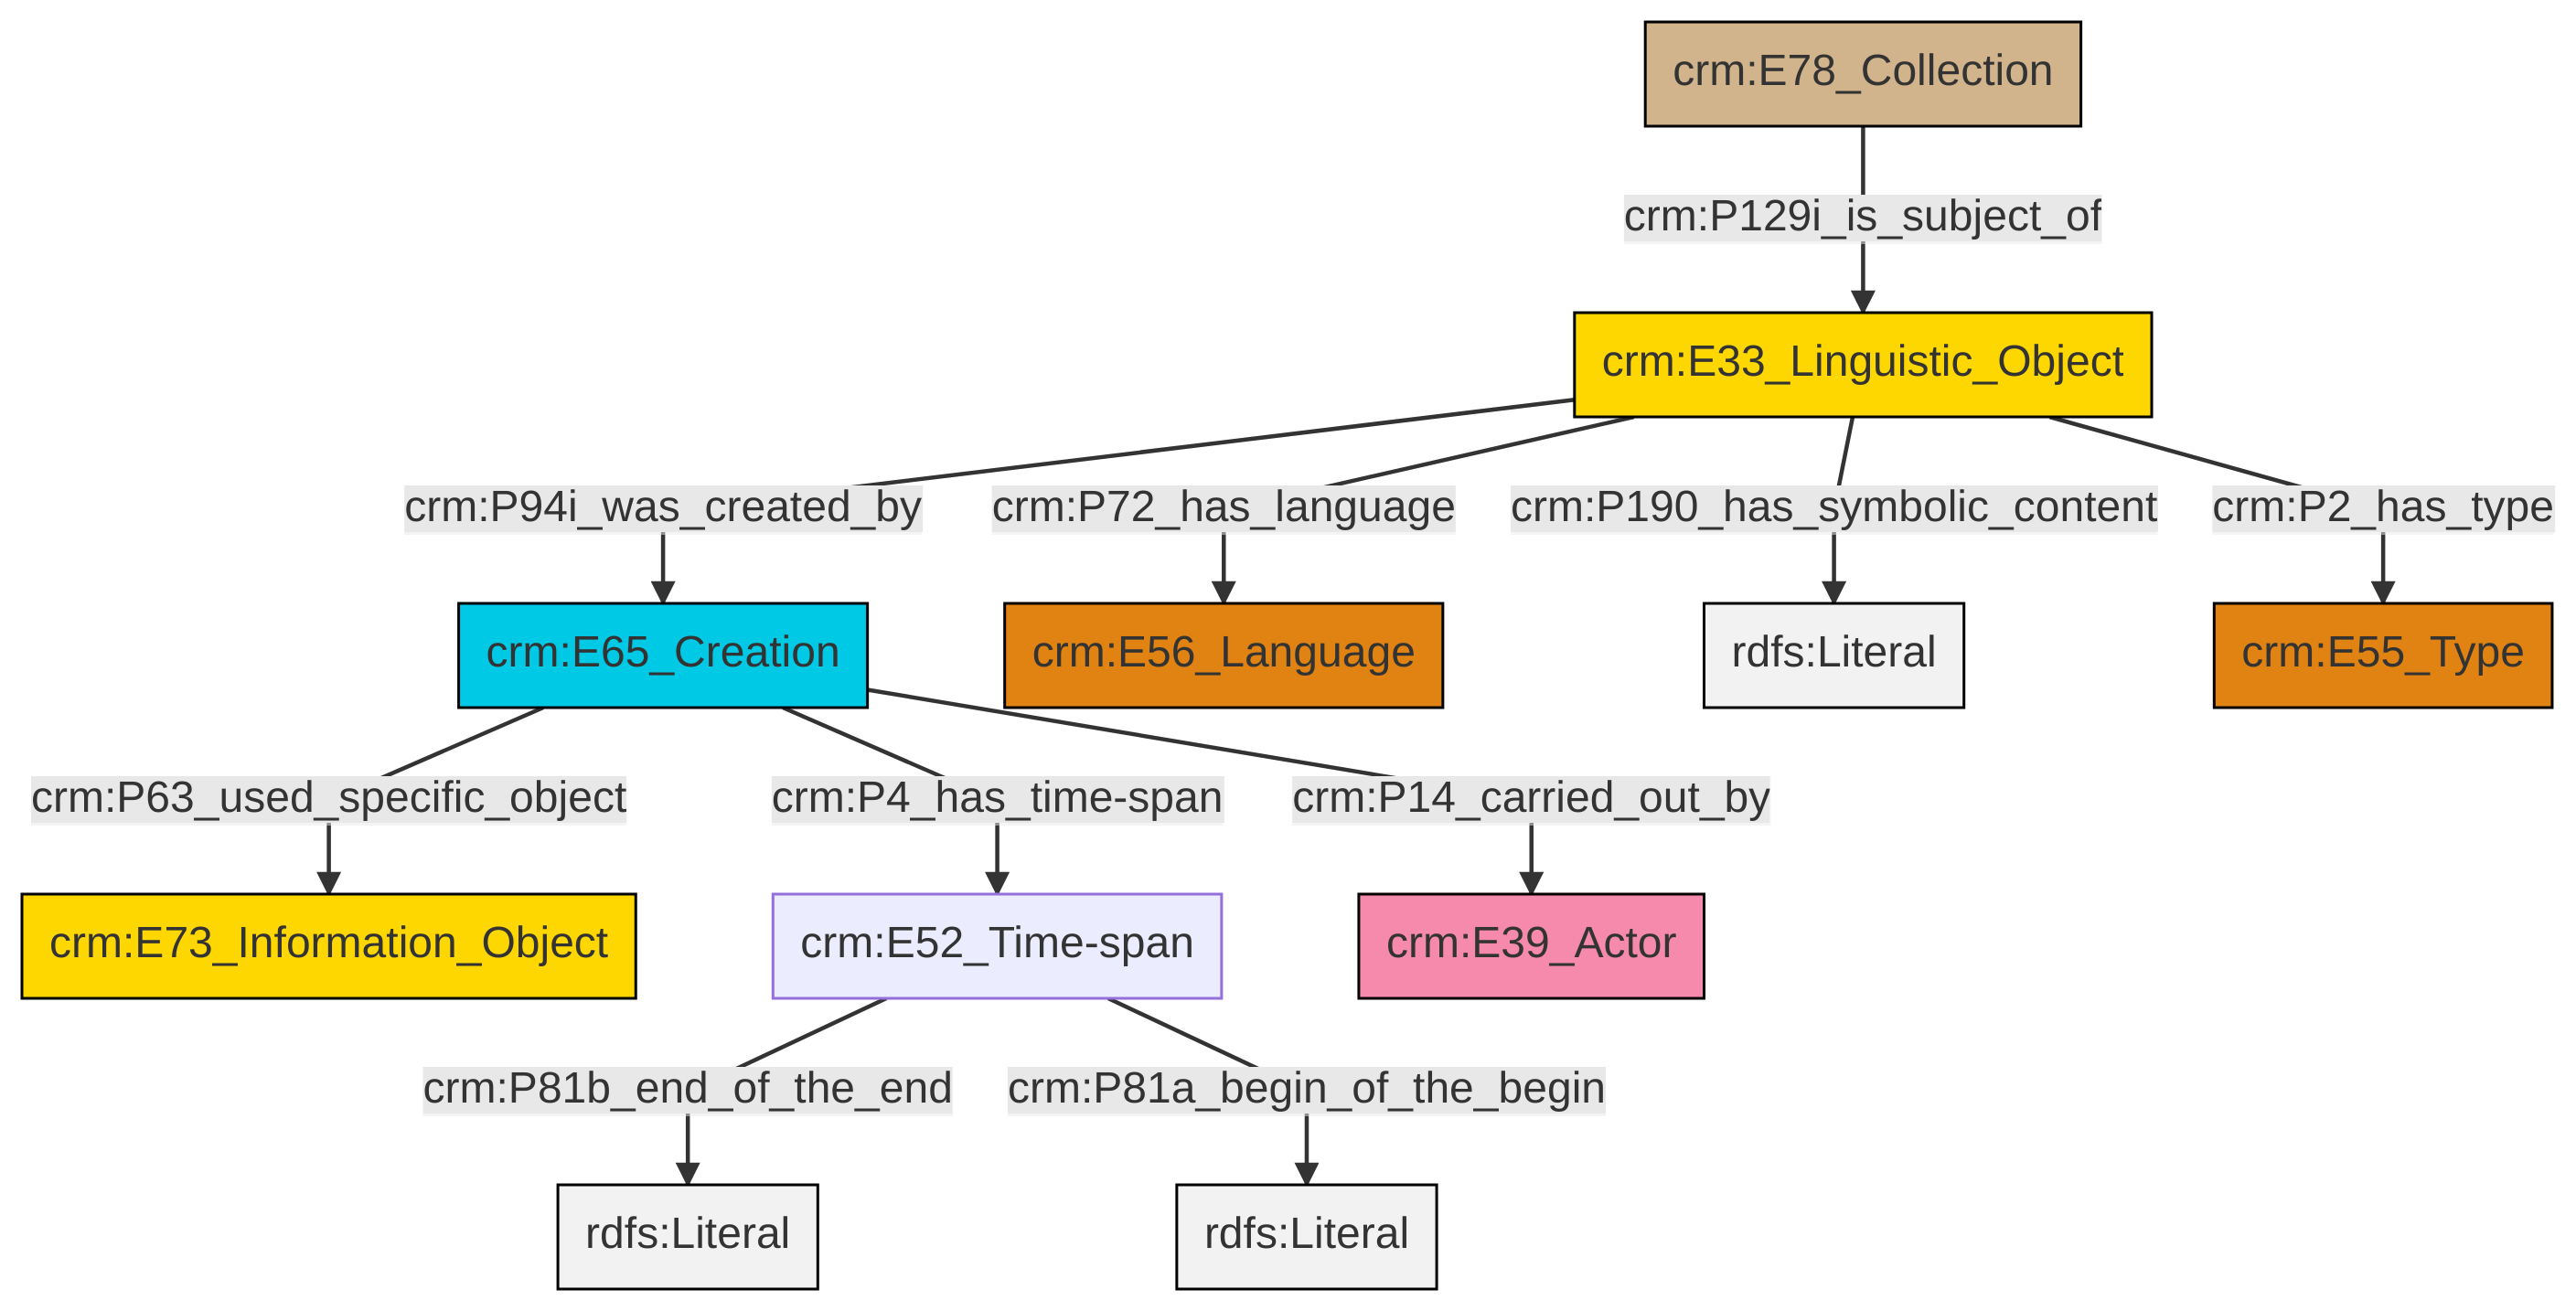 crm:E78_Collection
crm:P129i_is_subject_of
crm:E33_Linguistic_Object
crm:P94i_was_created_by
crm:P72_has_language
crm:P190_has_symbolic_content
crm:P2_has_type
crm:E65_Creation
crm:E56_Language
rdfs:Literal
crm:E55_Type
crm:P63_used_specific_object
crm:P4_has_time-span
crm:P14_carried_out_by
crm:E73_Information_Object
crm:E52_Time-span
crm:E39_Actor
crm:P81b_end_of_the_end
crm:P81a_begin_of_the_begin
rdfs:Literal
rdfs:Literal